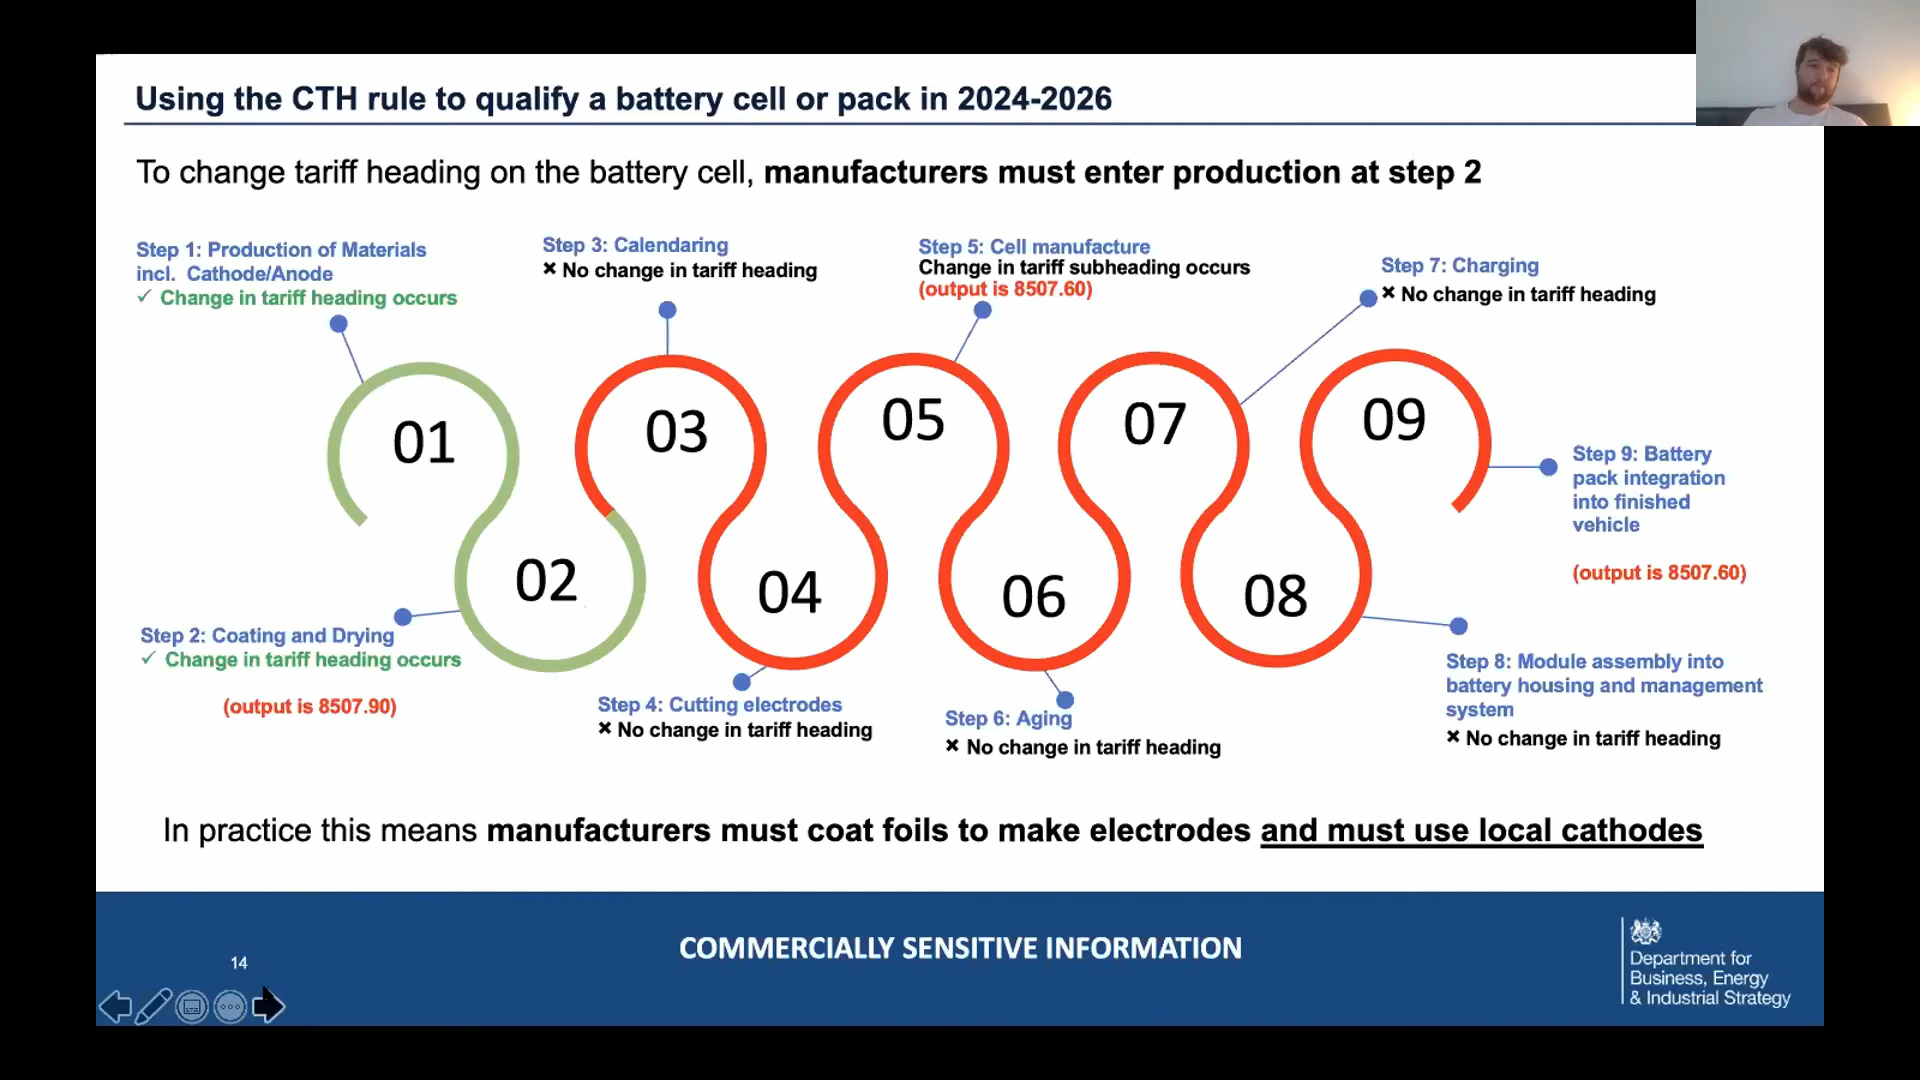 Using the CTH rule to qualify a battery cell or pack in 2024-2026
To change tariff heading on the battery cell, manufacturers must enter production at step 2
Step 1: Production of Materials
incl. Cathode/Anode
✓ Change in tariff heading occurs
Step 3: Calendaring
✖ No change in tariff heading
Step 5: Cell manufacture
Change in tariff subheading occurs
(output is 8507.60)
Step 7: Charging
✖ No change in tariff heading
01
03
05
07
09
02
04
06
08
Step 9: Battery
pack integration
into finished
vehicle
(output is 8507.60)
Step 2: Coating and Drying
✓ Change in tariff heading occurs
(output is 8507.90)
Step 4: Cutting electrodes
✖ No change in tariff heading
Step 6: Aging
✖ No change in tariff heading
Step 8: Module assembly into
battery housing and management
system
✖ No change in tariff heading
In practice this means manufacturers must coat foils to make electrodes and must use local cathodes
COMMERCIALLY SENSITIVE INFORMATION
14
Department for
Business, Energy
& Industrial Strategy